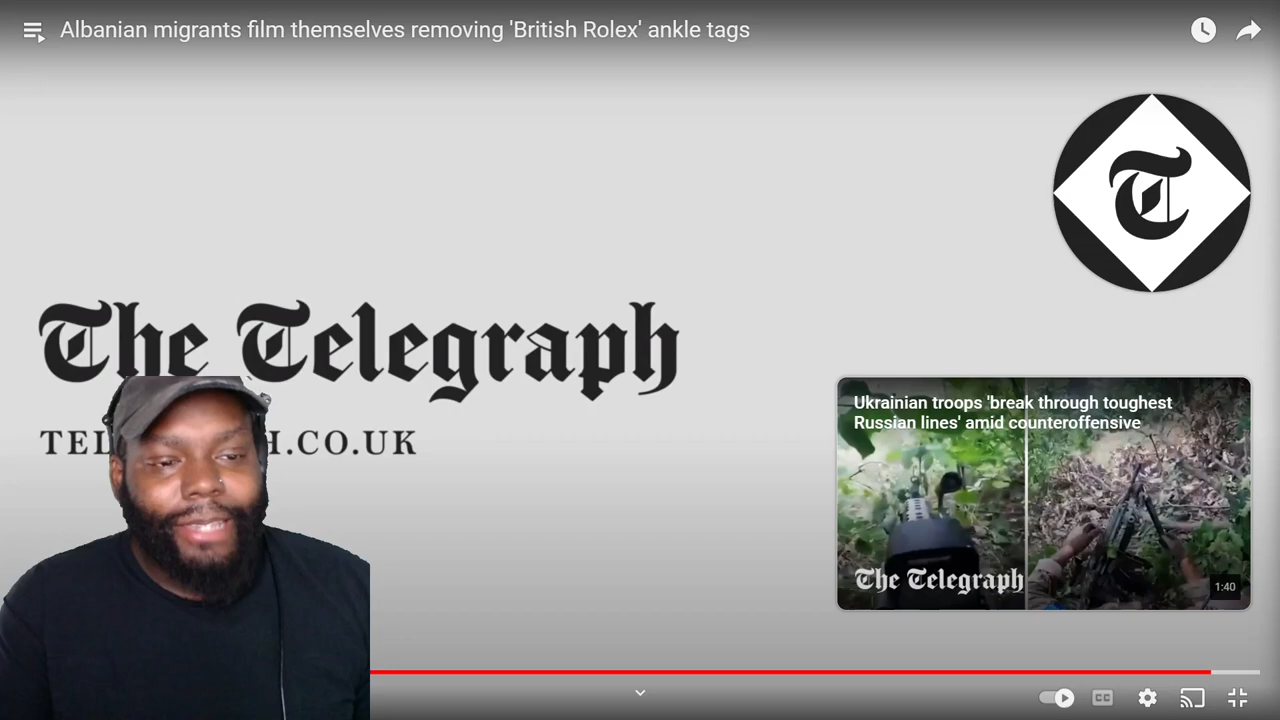 Albanian migrants film themselves removing 'British Rolex' ankle tags
T
The Telegraph
TEL H.CO.UK
Ukrainian troops 'break through toughest
Russian lines' amid counteroffensive
The Telegraph
1:40
CC